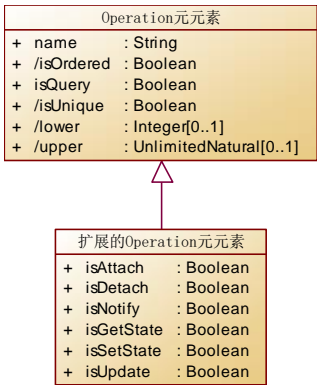 Operation元元素
+ name : String
+ /isOrdered : Boolean
+ isQuery : Boolean
+ /isUnique : Boolean
+ /lower : Integer[0..1]
+ /upper : UnlimitedNatural[0..1]
扩展的Operation元元素
+ isAttach : Boolean
+ isDetach : Boolean
+ isNotify : Boolean
+ isGetState : Boolean
+ isSetState : Boolean
+ isUpdate : Boolean